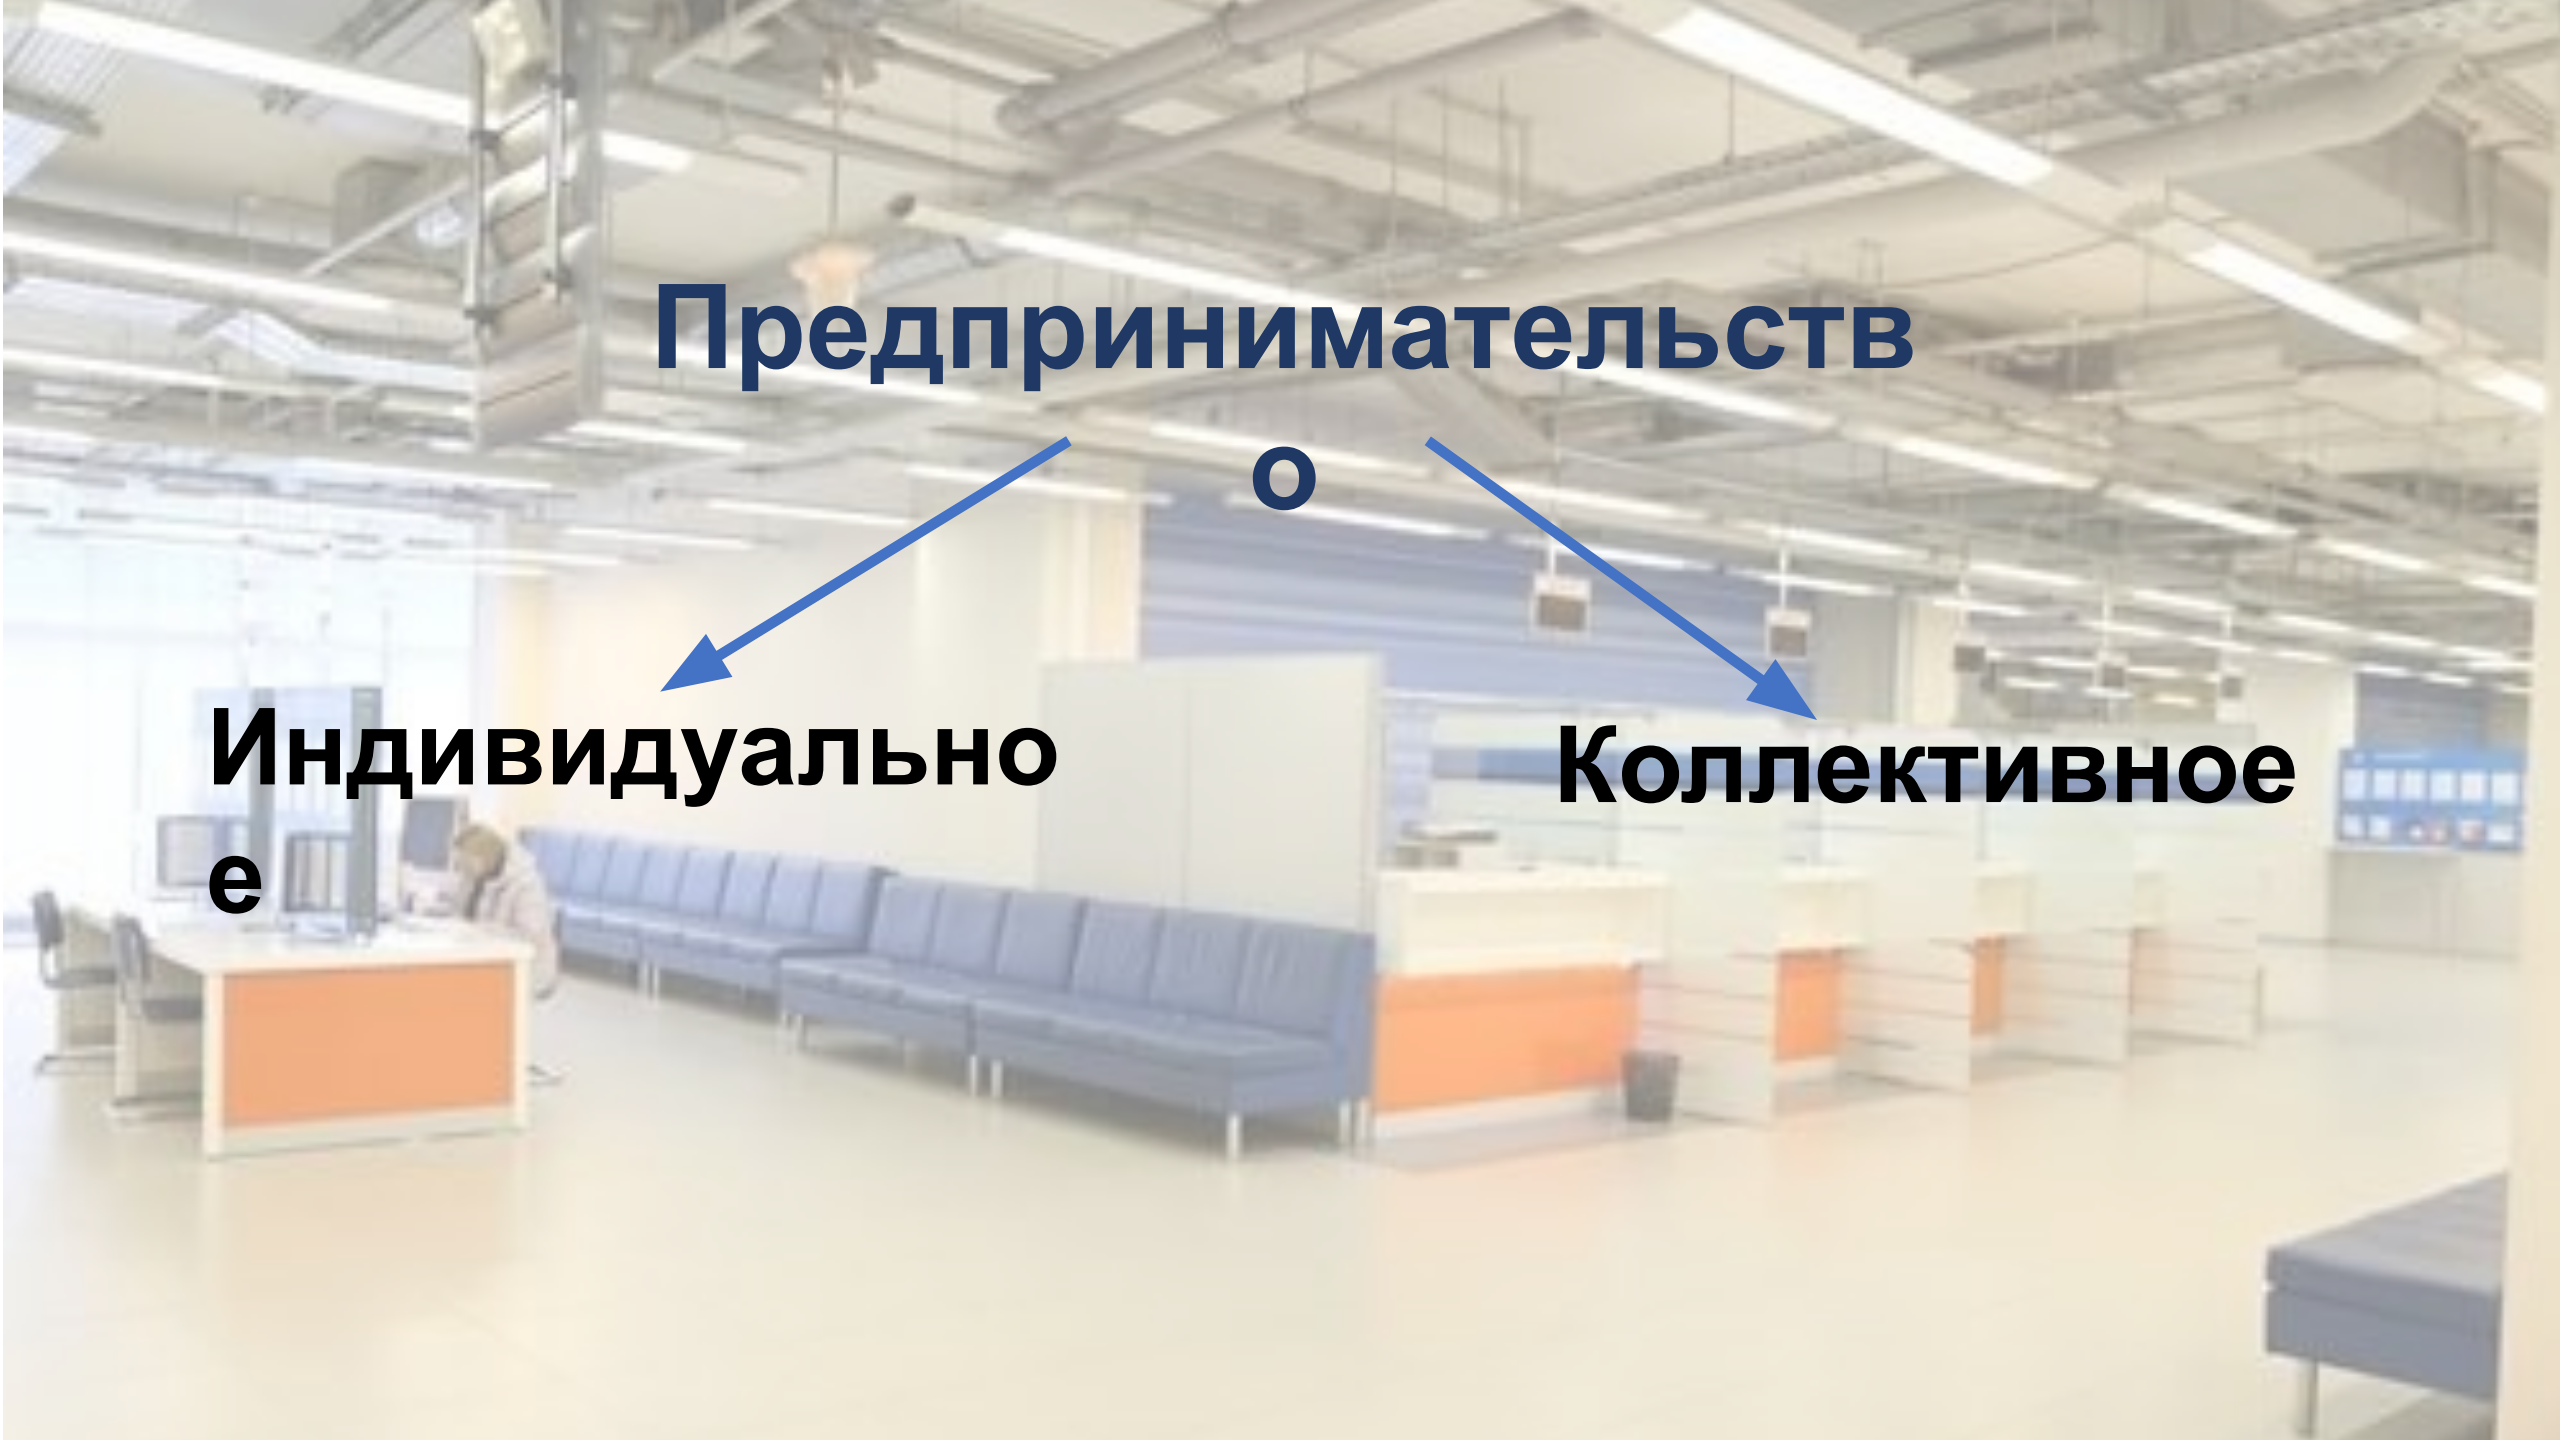 Предпринимательств
о
Индивидуально
е
Коллективное